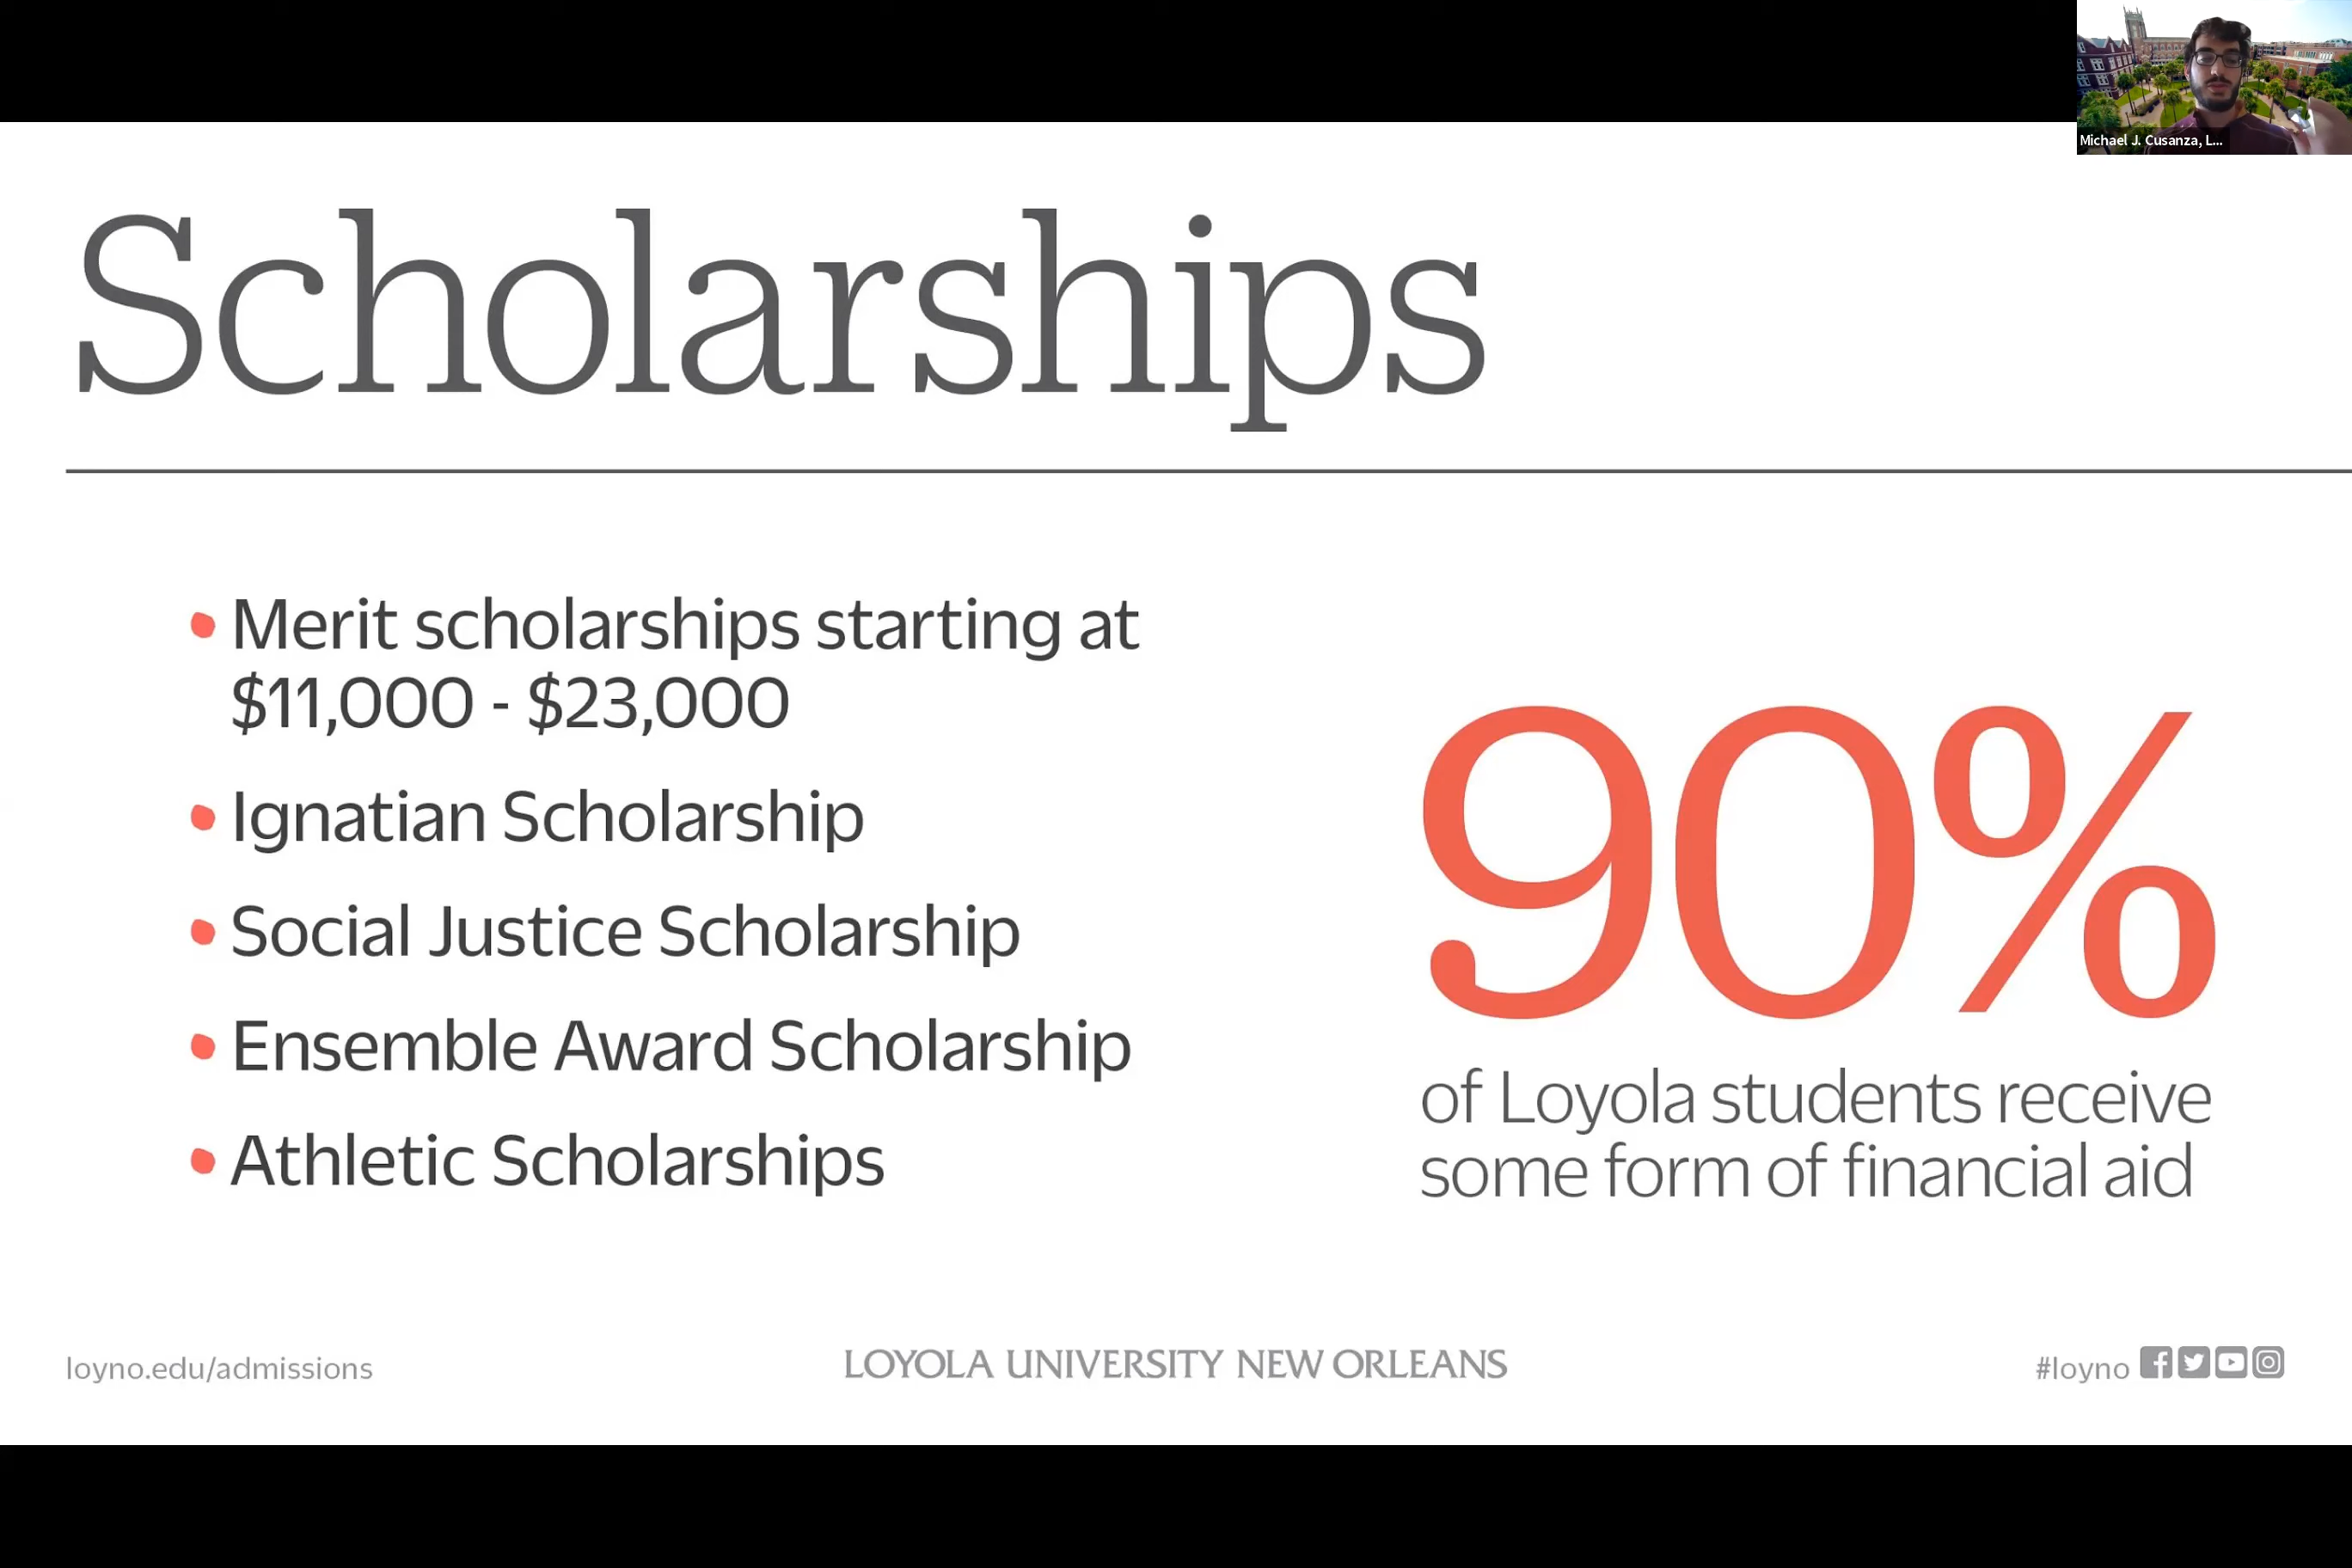 Michael J. Cusanza, L...
Scholarships
• Merit scholarships starting at
$11,000 - $23,000
• Ignatian Scholarship
• Social Justice Scholarship
• Ensemble Award Scholarship
• Athletic Scholarships
90%
of Loyola students receive
some form of financial aid
loyno.edu/admissions
LOYOLA UNIVERSITY NEW ORLEANS
#loyno